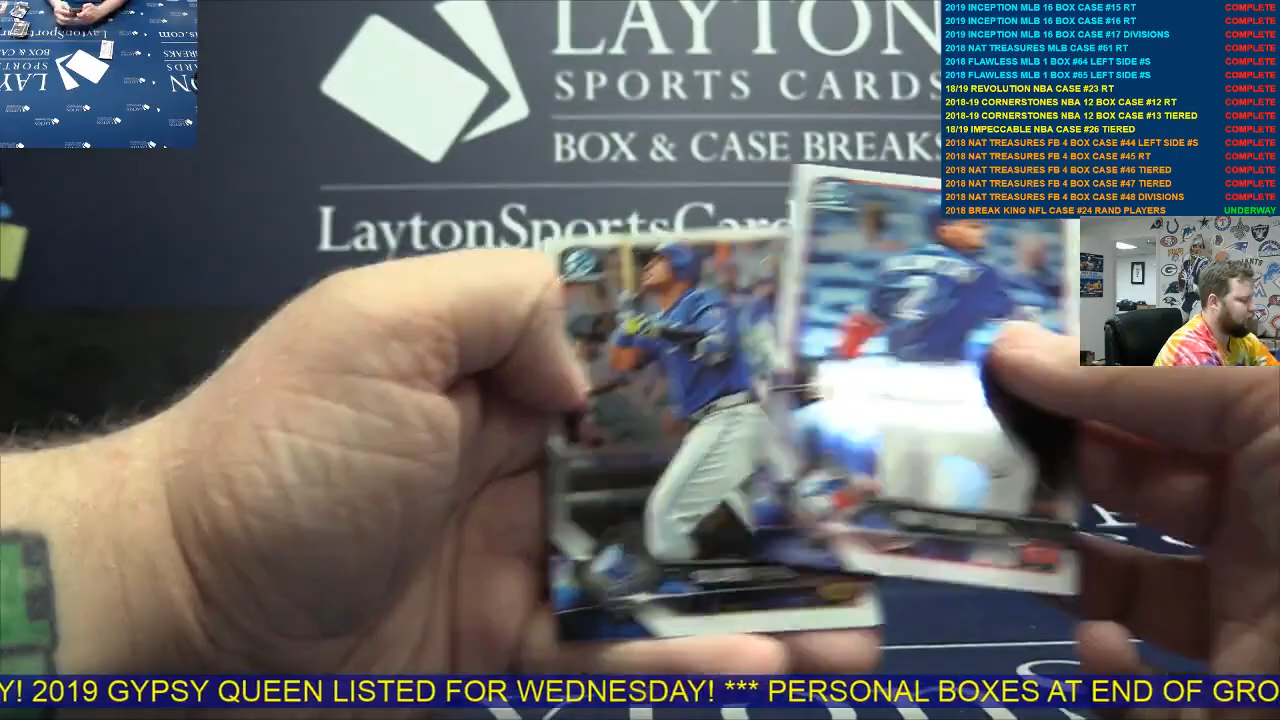 LAYTON
SPORTS CARDS
BOX & CASE BREAKS
LaytonSportsCard
2019 INCEPTION MLB 16 BOX CASE #15 RT COMPLETE
2019 INCEPTION MLB 16 BOX CASE #16 RT COMPLETE
2019 INCEPTION MLB 16 BOX CASE #17 DIVISIONS COMPLETE
2018 NAT TREASURES MLB CASE #61 RT COMPLETE
2018 FLAWLESS MLB 1 BOX #64 LEFT SIDE #S COMPLETE
2018 FLAWLESS MLB 1 BOX #65 LEFT SIDE #S COMPLETE
18/19 REVOLUTION NBA CASE #23 RT COMPLETE
2018-19 CORNERSTONES NBA 12 BOX CASE #12 RT COMPLETE
2018-19 CORNERSTONES NBA 12 BOX CASE #13 TIERED COMPLETE
18/19 IMPECCABLE NBA CASE #26 TIERED COMPLETE
2018 NAT TREASURES FB 4 BOX CASE #44 LEFT SIDE #S COMPLETE
2018 NAT TREASURES FB 4 BOX CASE #45 RT COMPLETE
2018 NAT TREASURES FB 4 BOX CASE #46 TIERED COMPLETE
2018 NAT TREASURES FB 4 BOX CASE #47 TIERED COMPLETE
2018 NAT TREASURES FB 4 BOX CASE #48 DIVISIONS COMPLETE
2018 BREAK KING NFL CASE #24 RAND PLAYERS UNDERWAY
2
Y! 2019 GYPSY QUEEN LISTED FOR WEDNESDAY! *** PERSONAL BOXES AT END OF GRO